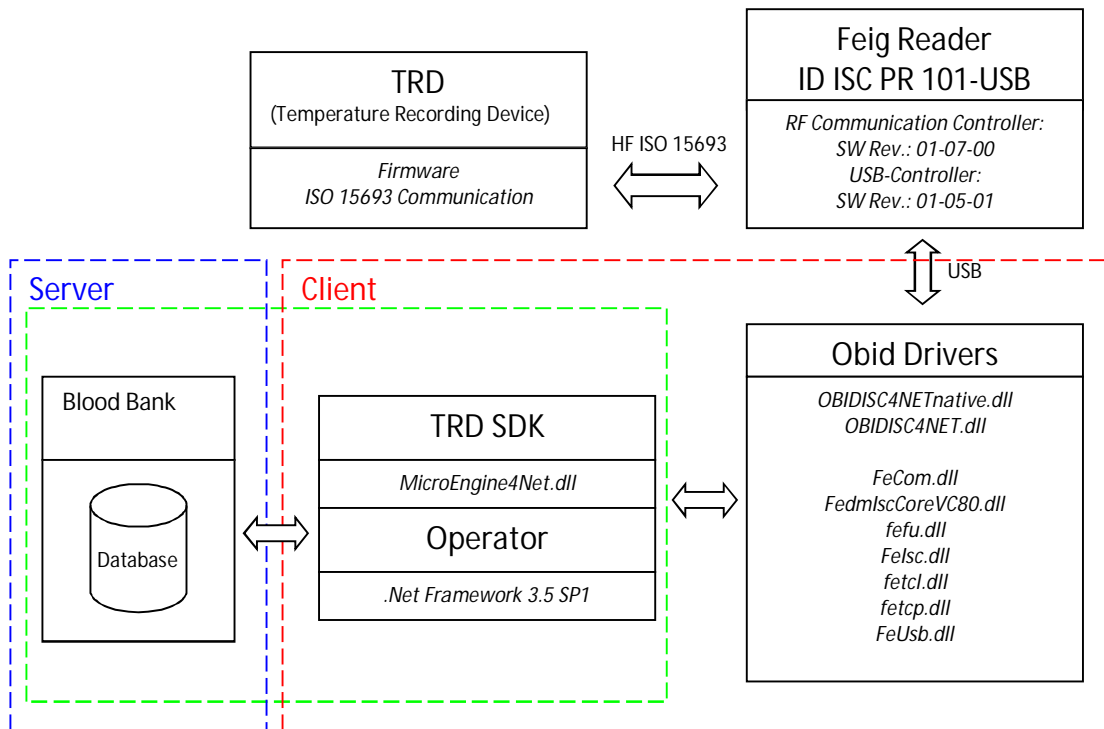 TRD
(Temperature Recording Device)
Firmware
ISO 15693 Communication
HF ISO 15693
Feig Reader
ID ISC PR 101-USB
RF Communication Controller:
SW Rev.: 01-07-00
USB-Controller:
SW Rev.: 01-05-01
USB
Server
Client
Blood Bank
Database
TRD SDK
MicroEngine4Net.dll
Operator
.Net Framework 3.5 SP1
Obid Drivers
OBIDISC4NETnative.dll
OBIDISC4NET.dll
FeCom.dll
FedmIscCoreVC80.dll
fefu.dll
FeIsc.dll
fetcl.dll
fetcp.dll
FeUsb.dll